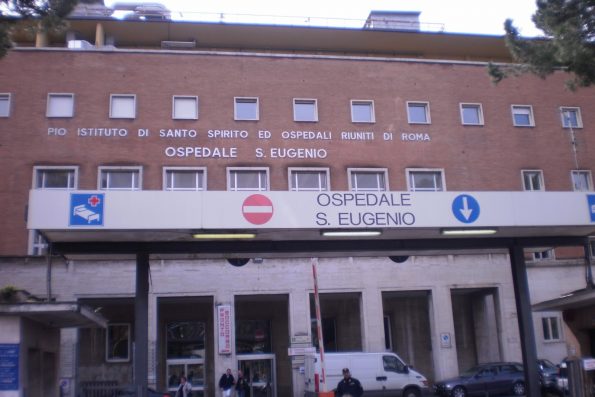 PIO ISTITUTO DI SANTO SPIRITO ED OSPEDALI RIUNITI DI ROMA
OSPEDALE S. EUGENIO
OSPEDALE
S. EUGENIO